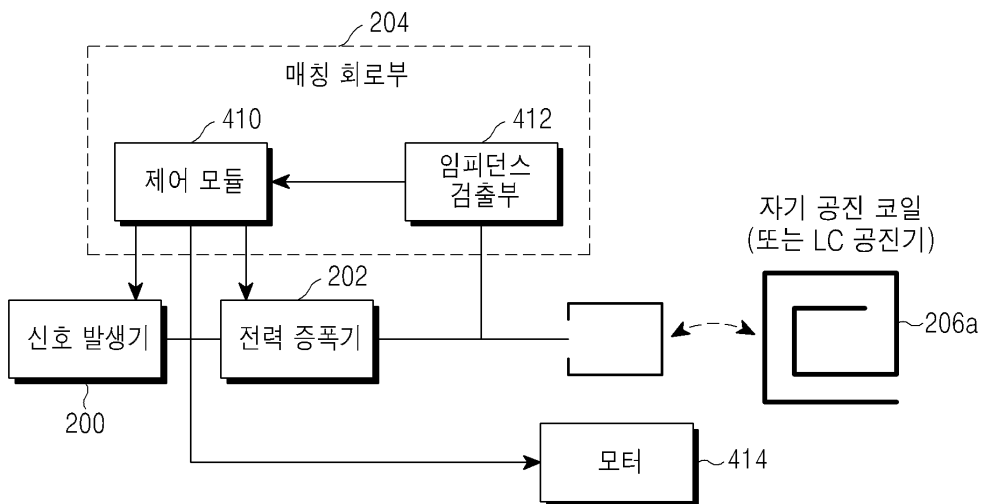 204
매칭 회로부
410
412
제어 모듈
임피던스
검출부
자기 공진 코일
(또는 LC 공진기)
202
신호 발생기
전력 증폭기
206a
200
모터
414